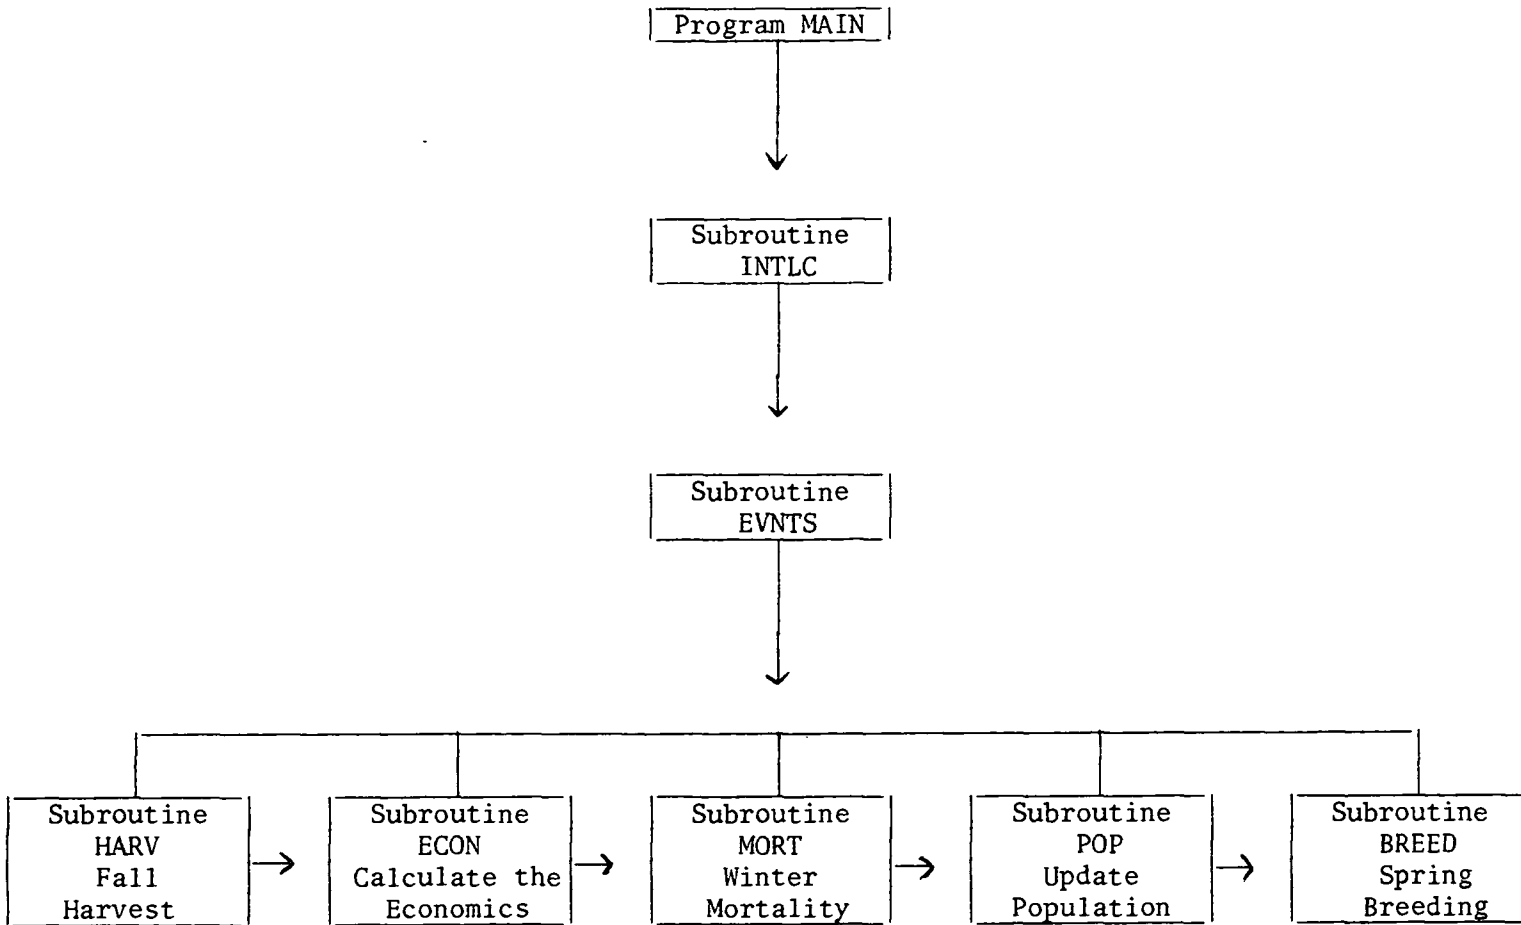 Program MAIN
Subroutine
INTLC
Subroutine
EVNTS
Subroutine
HARV
Fall
Harvest
Subroutine
ECON
Calculate the
Economics
Subroutine
MORT
Winter
Mortality
Subroutine
POP
Update
Population
Subroutine
BREED
Spring
Breeding